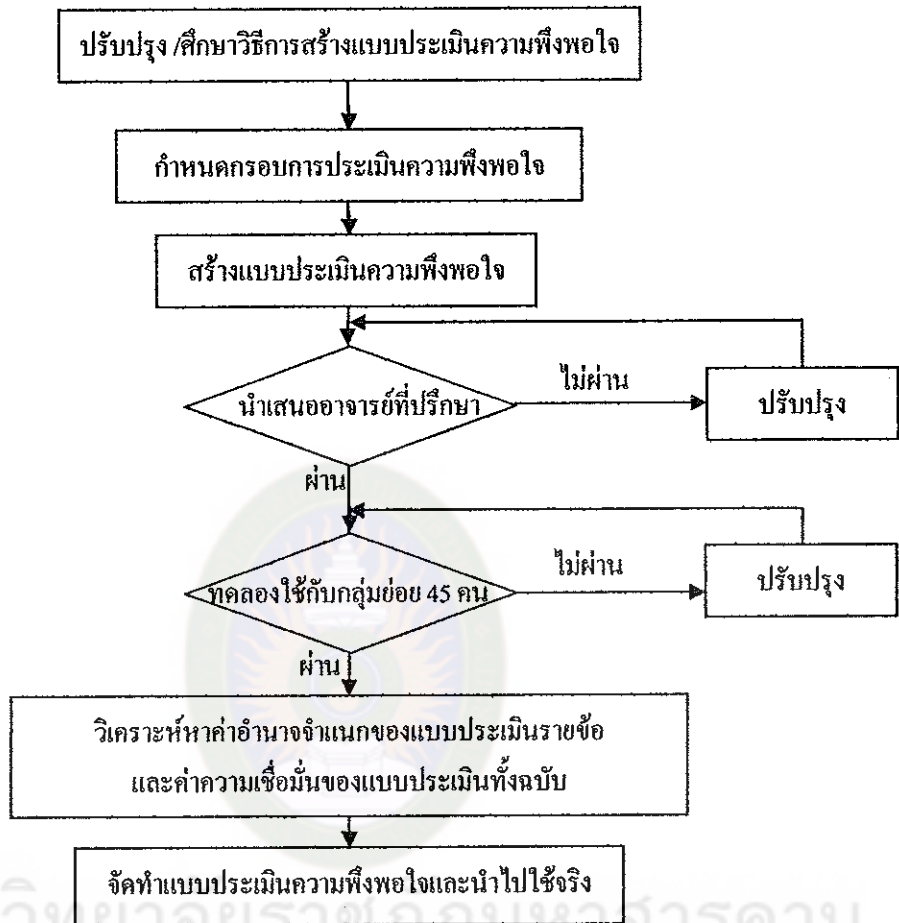 ปรับปรุง /ศึกษาวิธีการสร้างแบบประเมินความพึงพอใจ
กำหนดกรอบการประเมินความพึงพอใจ
สร้างแบบประเมินความพึงพอใจ
นำเสนออาจารย์ที่ปรึกษา
ไม่ผ่าน
ปรับปรุง
ผ่าน
ทดลองใช้กับกลุ่มย่อย 45 คน
ไม่ผ่าน
ปรับปรุง
ผ่าน
วิเคราะห์หาค่าอำนาจจำแนกของแบบประเมินรายข้อ
และค่าความเชื่อมั่นของแบบประเมินทั้งฉบับ
จัดทำแบบประเมินความพึงพอใจและนำไปใช้จริง